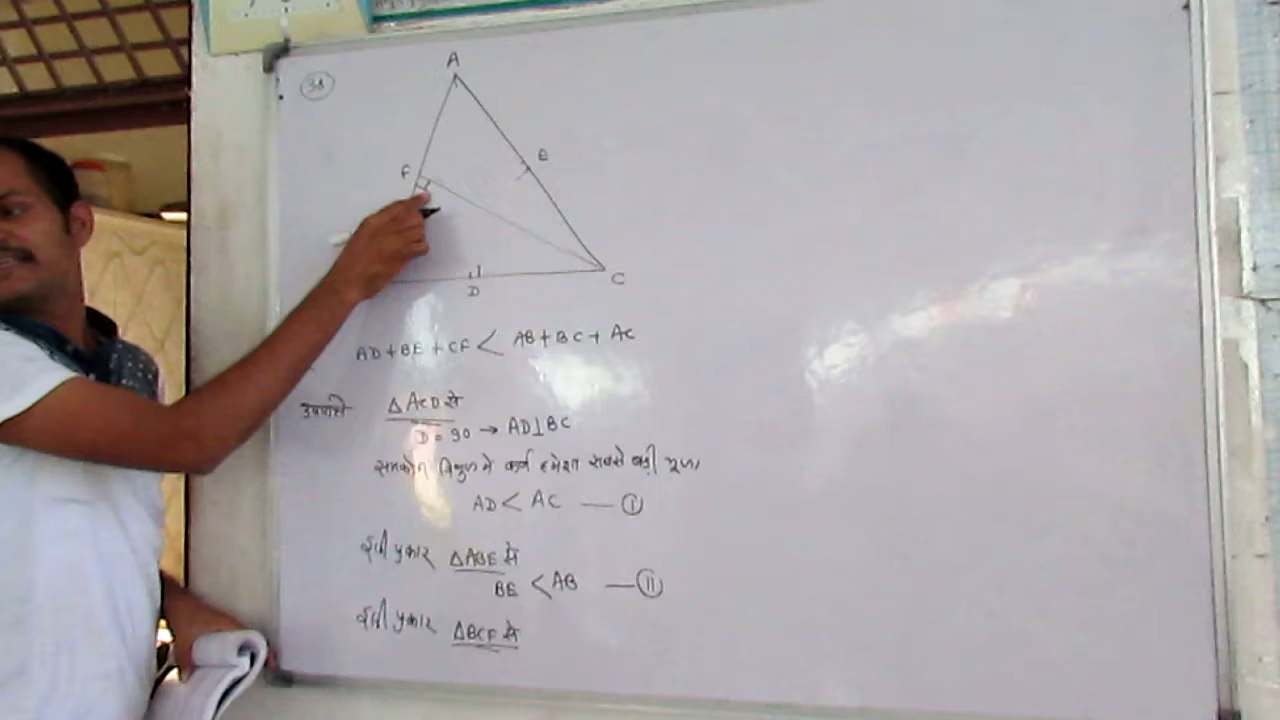 38
A
F
E
D
C
AD + BE + CF < AB + BC + AC
उपपत्ति ΔACD से
D = 90 → AD⊥BC
समकोण त्रिभुज में कर्ण हमेशा सबसे बड़ी भुजा
AD < AC — (i)
इसी प्रकार ΔABE से
BE < AB — (ii)
इसी प्रकार ΔBCF से